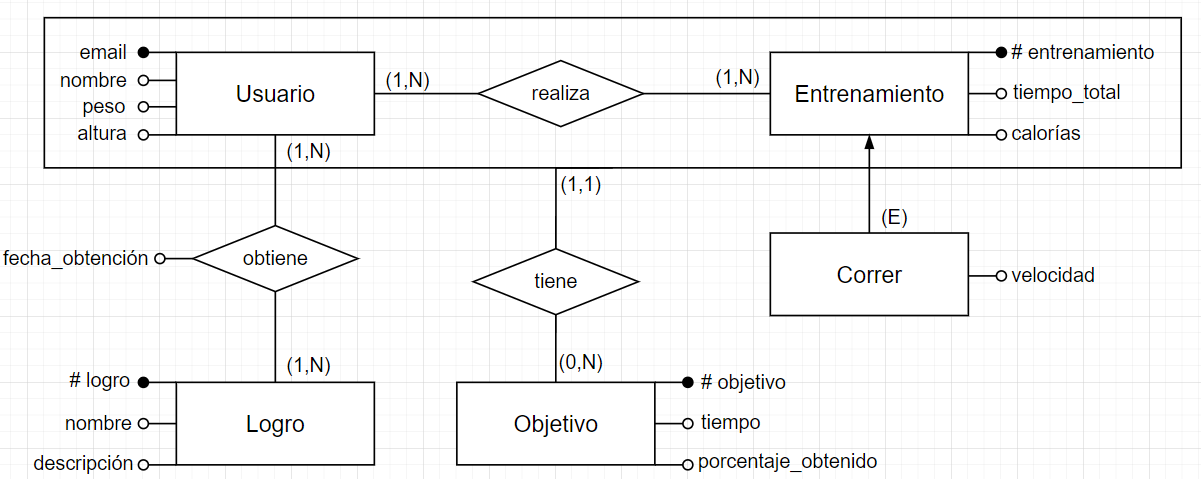 email
nombre
peso
altura
Usuario
(1,N)
realiza
(1,N)
Entrenamiento
# entrenamiento
tiempo_total
calorías
(1,N)
(1,1)
(E)
fecha_obtención
obtiene
tiene
Correr
velocidad
(1,N)
(0,N)
# logro
nombre
descripción
Logro
Objetivo
# objetivo
tiempo
porcentaje_obtenido